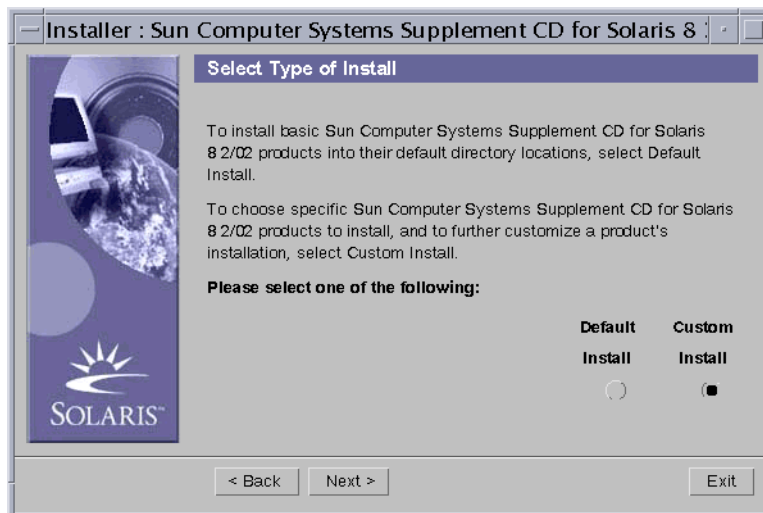 Installer : Sun Computer Systems Supplement CD for Solaris 8
Select Type of Install
To install basic Sun Computer Systems Supplement CD for Solaris
8 2/02 products into their default directory locations, select Default
Install.
To choose specific Sun Computer Systems Supplement CD for Solaris
8 2/02 products to install, and to further customize a product's
installation, select Custom Install.
Please select one of the following:
Default Custom
Install Install
SOLARIS™
< Back Next > Exit